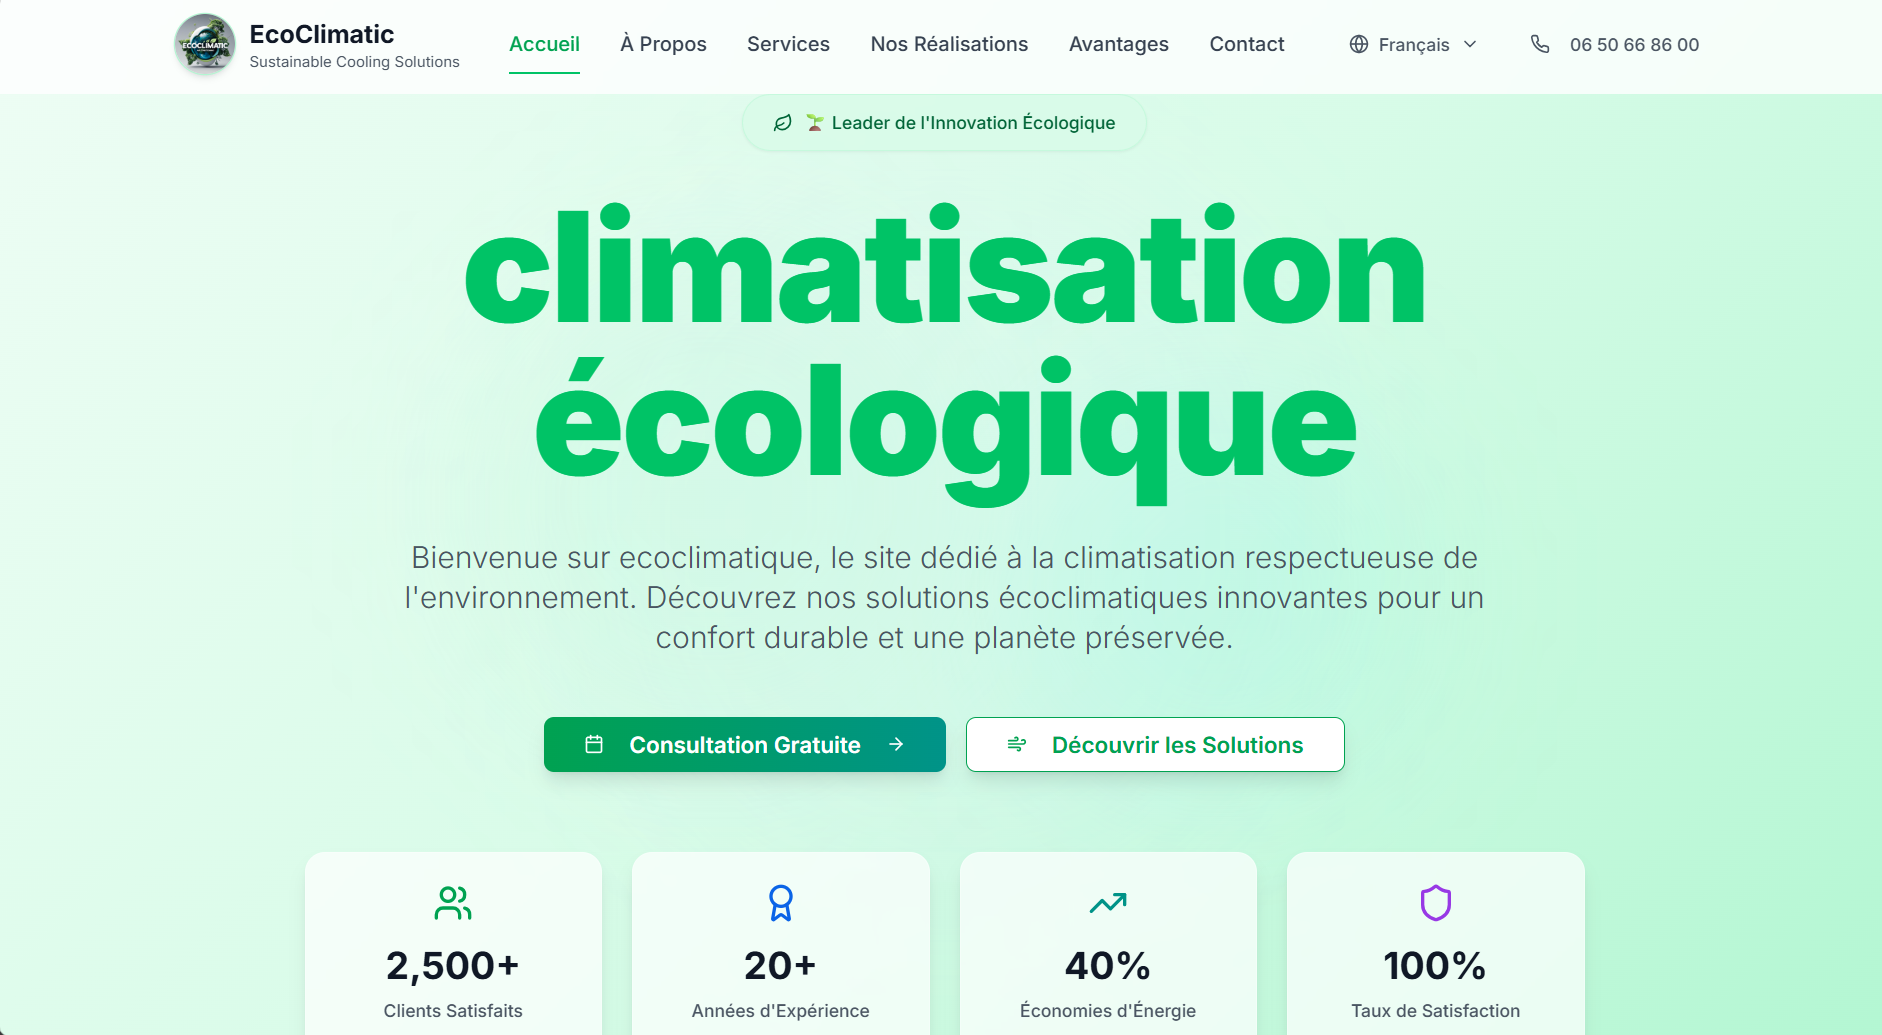 ECOCLIMATIC
EcoClimatic
Sustainable Cooling Solutions
Accueil
À Propos
Services
Nos Réalisations
Avantages
Contact
Français
06 50 66 86 00
🌱 Leader de l'Innovation Écologique
climatisation
écologique
Bienvenue sur ecoclimatique, le site dédié à la climatisation respectueuse de
l'environnement. Découvrez nos solutions écoclimatiques innovantes pour un
confort durable et une planète préservée.
Consultation Gratuite
Découvrir les Solutions
2,500+
Clients Satisfaits
20+
Années d'Expérience
40%
Économies d'Énergie
100%
Taux de Satisfaction